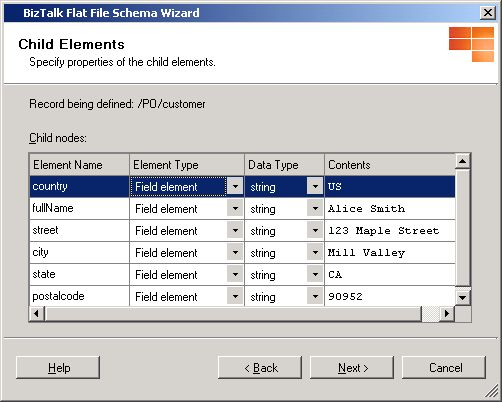 BizTalk Flat File Schema Wizard
Child Elements
Specify properties of the child elements.
Record being defined: /PO/customer
Child nodes:
Element Name Element Type Data Type Contents
country Field element string US
fullName Field element string Alice Smith
street Field element string 123 Maple Street
city Field element string Mill Valley
state Field element string CA
postalcode Field element string 90952
Help < Back Next > Cancel